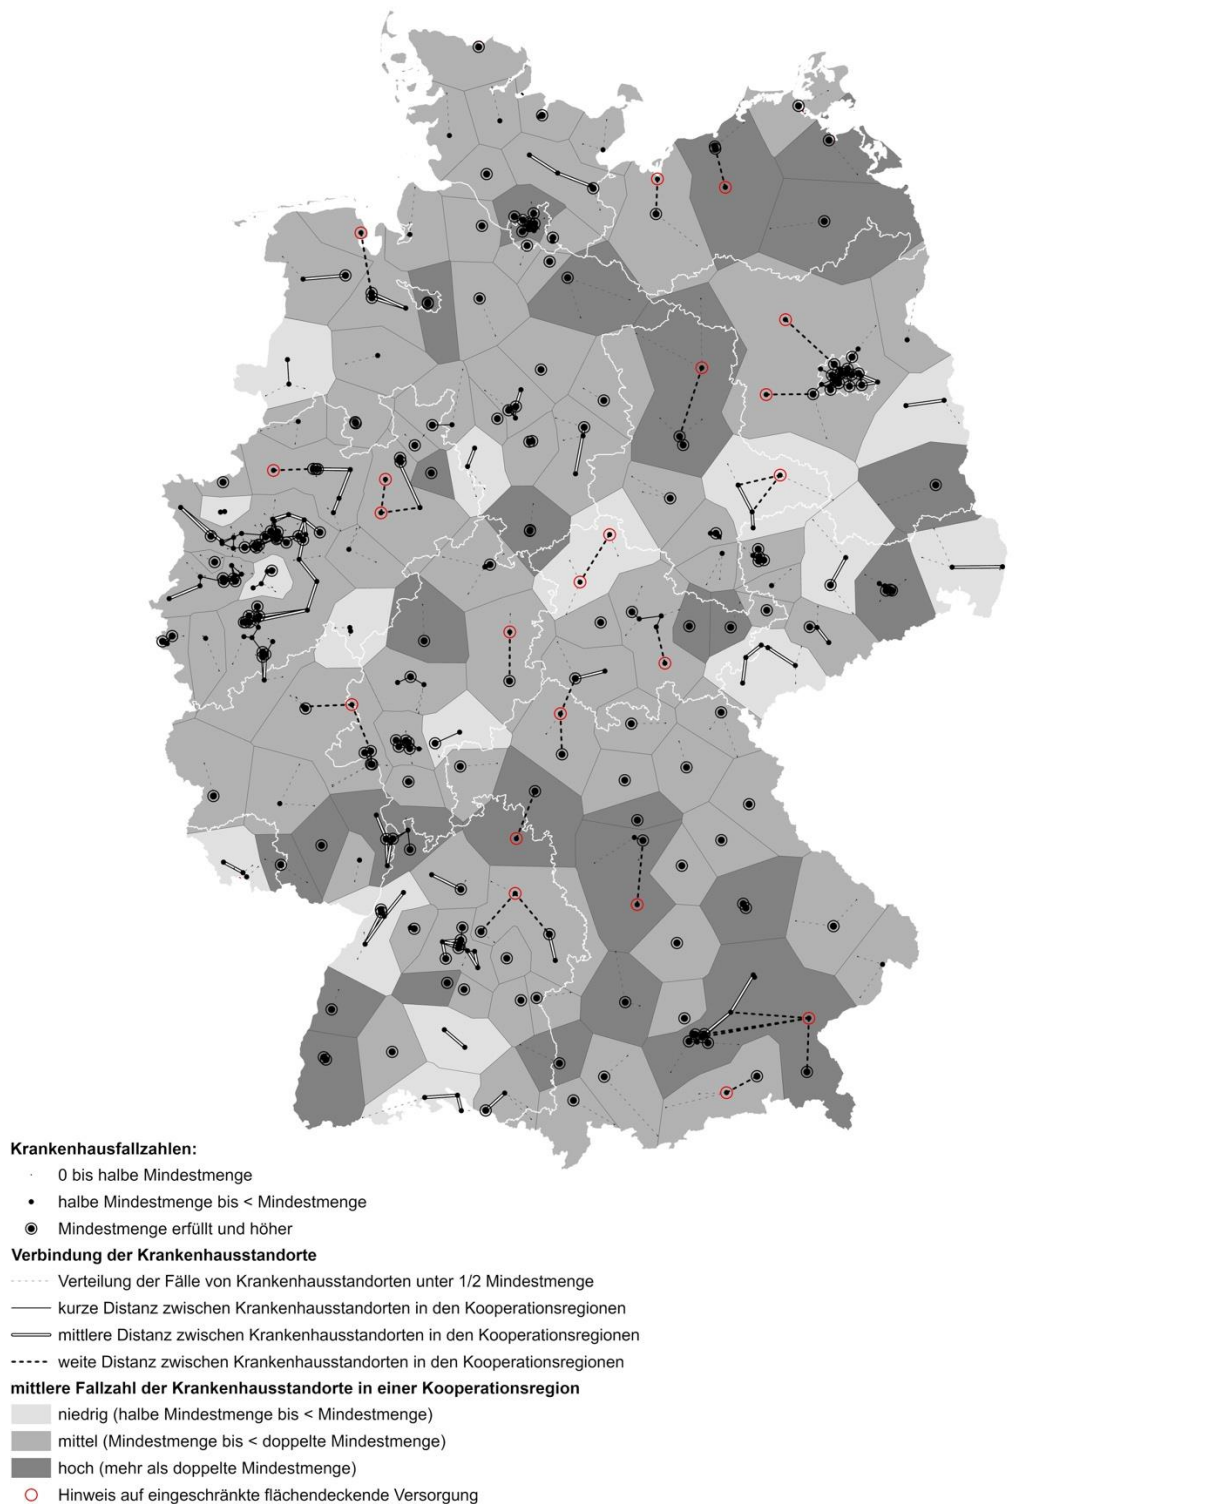 Krankenhausfallzahlen:
0 bis halbe Mindestmenge
halbe Mindestmenge bis < Mindestmenge
Mindestmenge erfüllt und höher
Verbindung der Krankenhausstandorte
Verteilung der Fälle von Krankenhausstandorten unter 1/2 Mindestmenge
kurze Distanz zwischen Krankenhausstandorten in den Kooperationsregionen
mittlere Distanz zwischen Krankenhausstandorten in den Kooperationsregionen
weite Distanz zwischen Krankenhausstandorten in den Kooperationsregionen
mittlere Fallzahl der Krankenhausstandorte in einer Kooperationsregion
niedrig (halbe Mindestmenge bis < Mindestmenge)
mittel (Mindestmenge bis < doppelte Mindestmenge)
hoch (mehr als doppelte Mindestmenge)
Hinweis auf eingeschränkte flächendeckende Versorgung